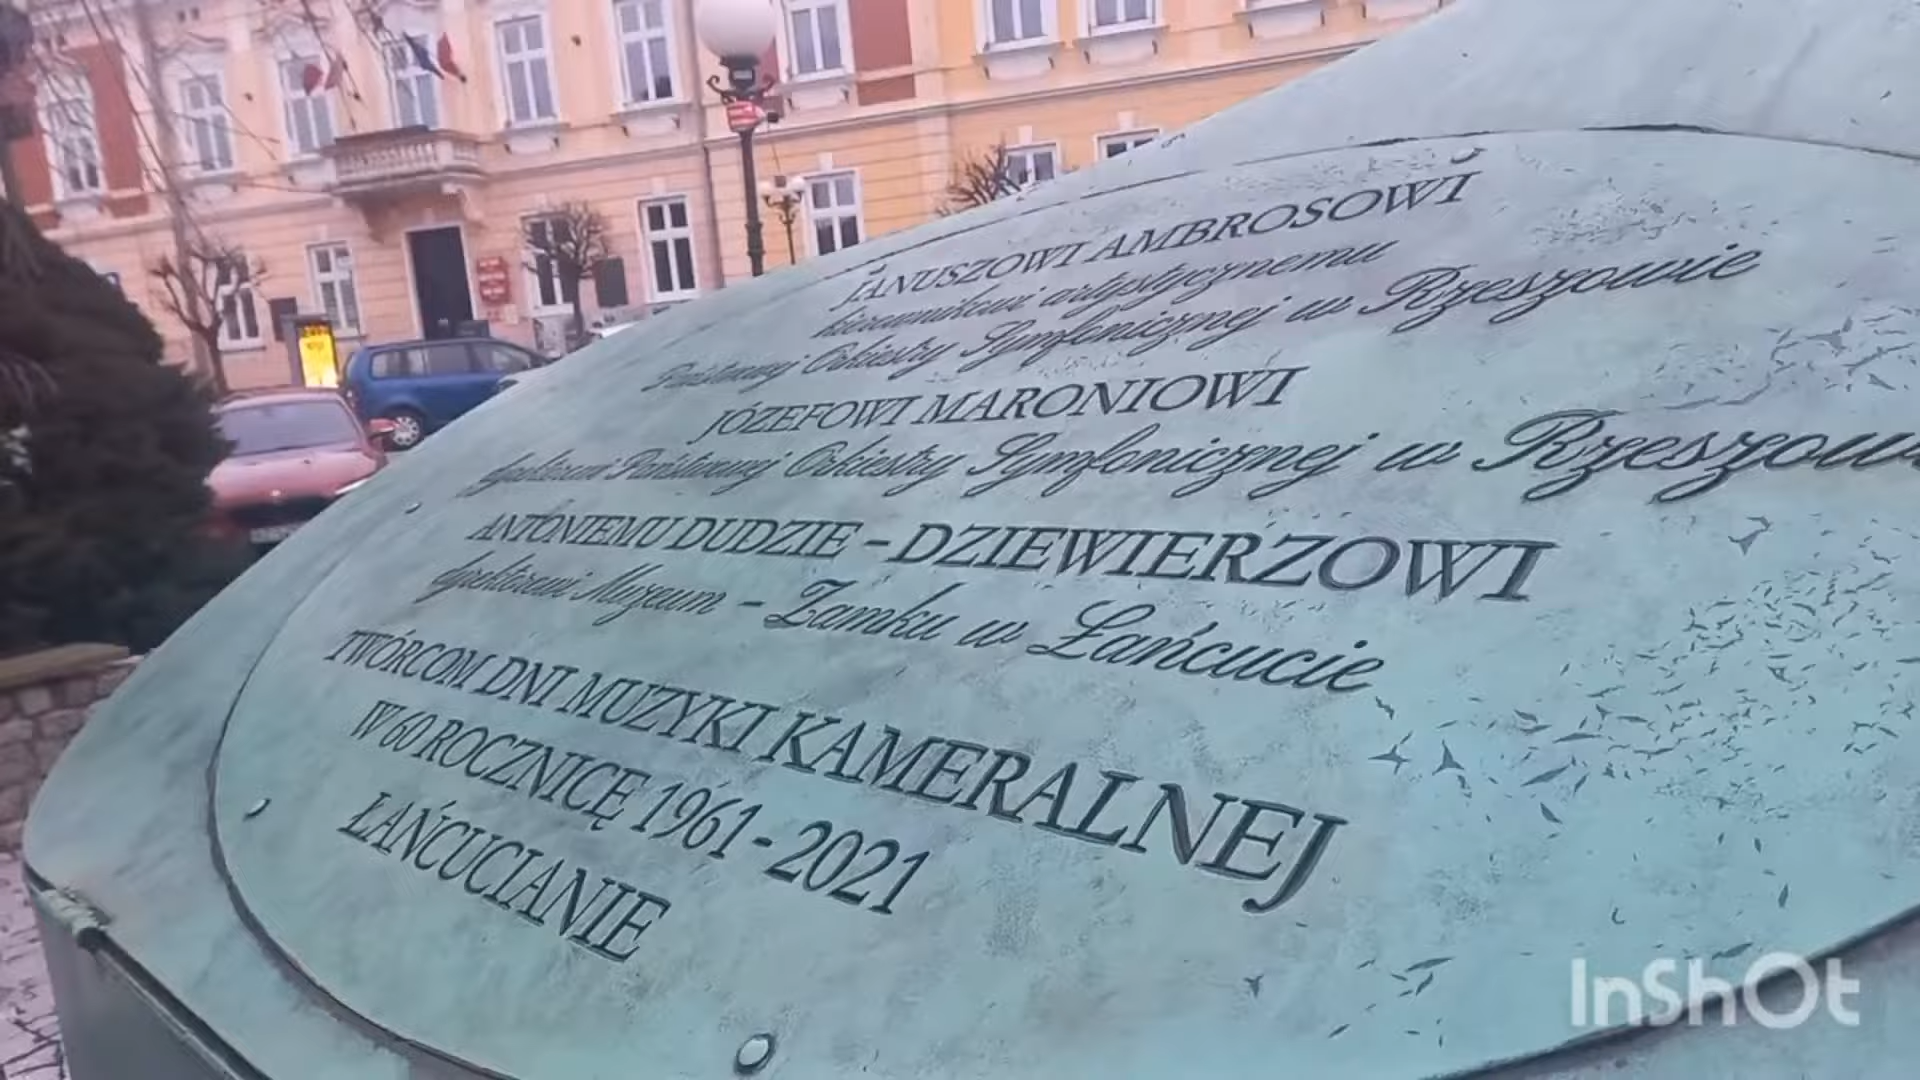 JANUSZOWI AMBROSOWI
kierownikowi artystycznemu
Państwowej Orkiestry Symfonicznej w Rzeszowie
JÓZEFOWI MARONIOWI
dyrektorowi Państwowej Orkiestry Symfonicznej w Rzeszow
ANTONIEMU DUDZIE - DZIEWIERZOWI
dyrektorowi Muzeum - Zamku w Łańcucie
TWÓRCOM DNI MUZYKI KAMERALNEJ
W 60 ROCZNICĘ 1961 - 2021
ŁAŃCUCIANIE
InShOt